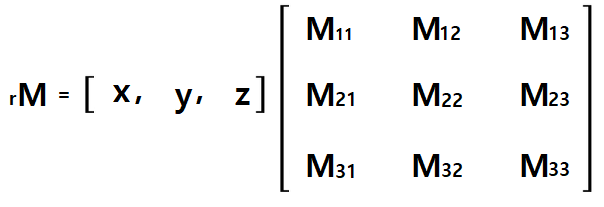 M₁₁ M₁₂ M₁₃
rM = [ x, y, z ] M₂₁ M₂₂ M₂₃
M₃₁ M₃₂ M₃₃